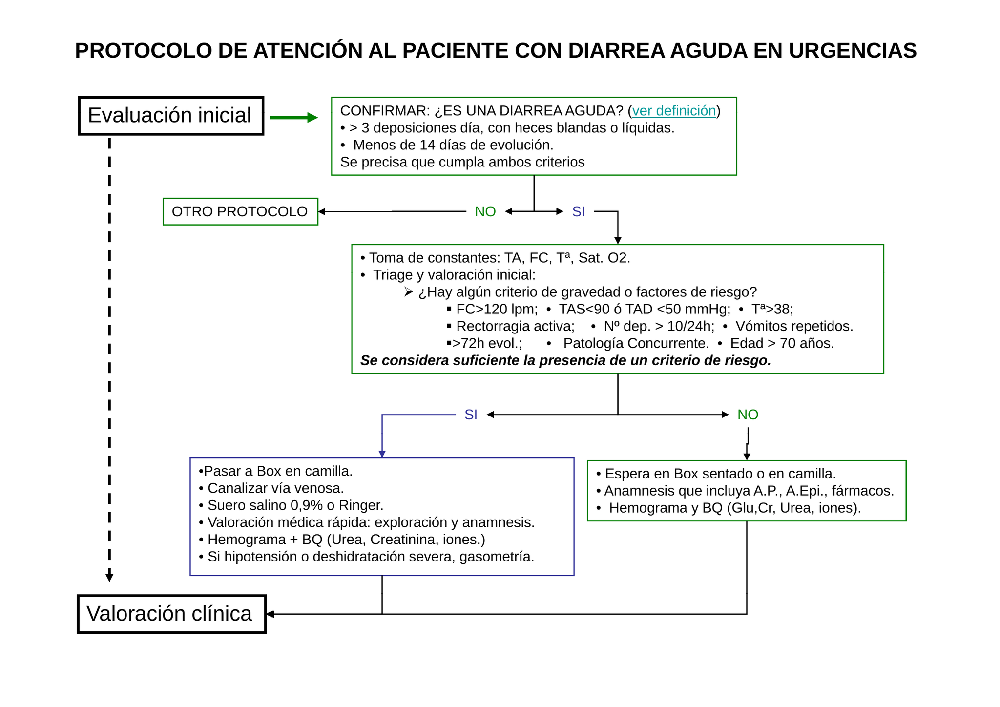 PROTOCOLO DE ATENCIÓN AL PACIENTE CON DIARREA AGUDA EN URGENCIAS
Evaluación inicial
CONFIRMAR: ¿ES UNA DIARREA AGUDA? (ver definición)
• > 3 deposiciones día, con heces blandas o líquidas.
• Menos de 14 días de evolución.
Se precisa que cumpla ambos criterios
OTRO PROTOCOLO
NO
SI
• Toma de constantes: TA, FC, Tª, Sat. O2.
• Triage y valoración inicial:
➢ ¿Hay algún criterio de gravedad o factores de riesgo?
▪ FC>120 lpm; • TAS<90 ó TAD <50 mmHg; • Tª>38;
▪ Rectorragia activa; • Nº dep. > 10/24h; • Vómitos repetidos.
▪>72h evol.; • Patología Concurrente. • Edad > 70 años.
Se considera suficiente la presencia de un criterio de riesgo.
SI
NO
•Pasar a Box en camilla.
• Canalizar vía venosa.
• Suero salino 0,9% o Ringer.
• Valoración médica rápida: exploración y anamnesis.
• Hemograma + BQ (Urea, Creatinina, iones.)
• Si hipotensión o deshidratación severa, gasometría.
• Espera en Box sentado o en camilla.
• Anamnesis que incluya A.P., A.Epi., fármacos.
• Hemograma y BQ (Glu,Cr, Urea, iones).
Valoración clínica